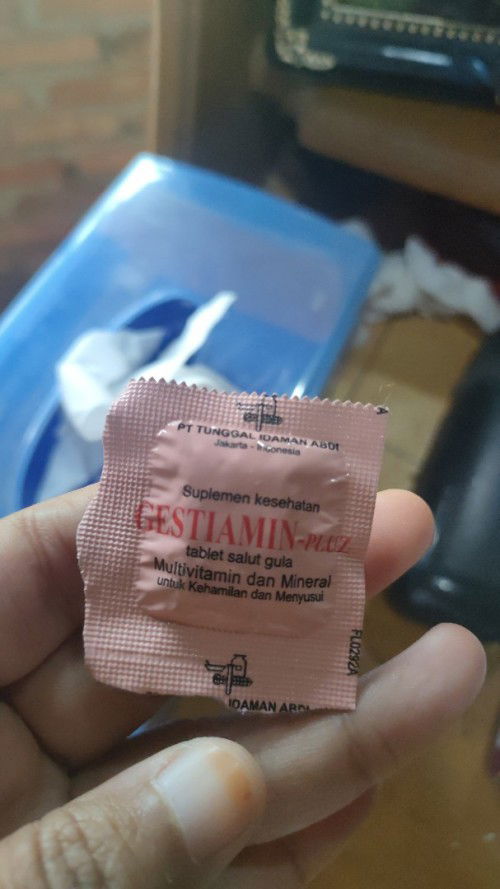 PT TUNGGAL IDAMAN ABDI
Jakarta - Indonesia
Suplemen kesehatan
GESTIAMIN-PLUZ
tablet salut gula
Multivitamin dan Mineral
untuk Kehamilan dan Menyusui
IDAMAN ABDI
FL0292A
A